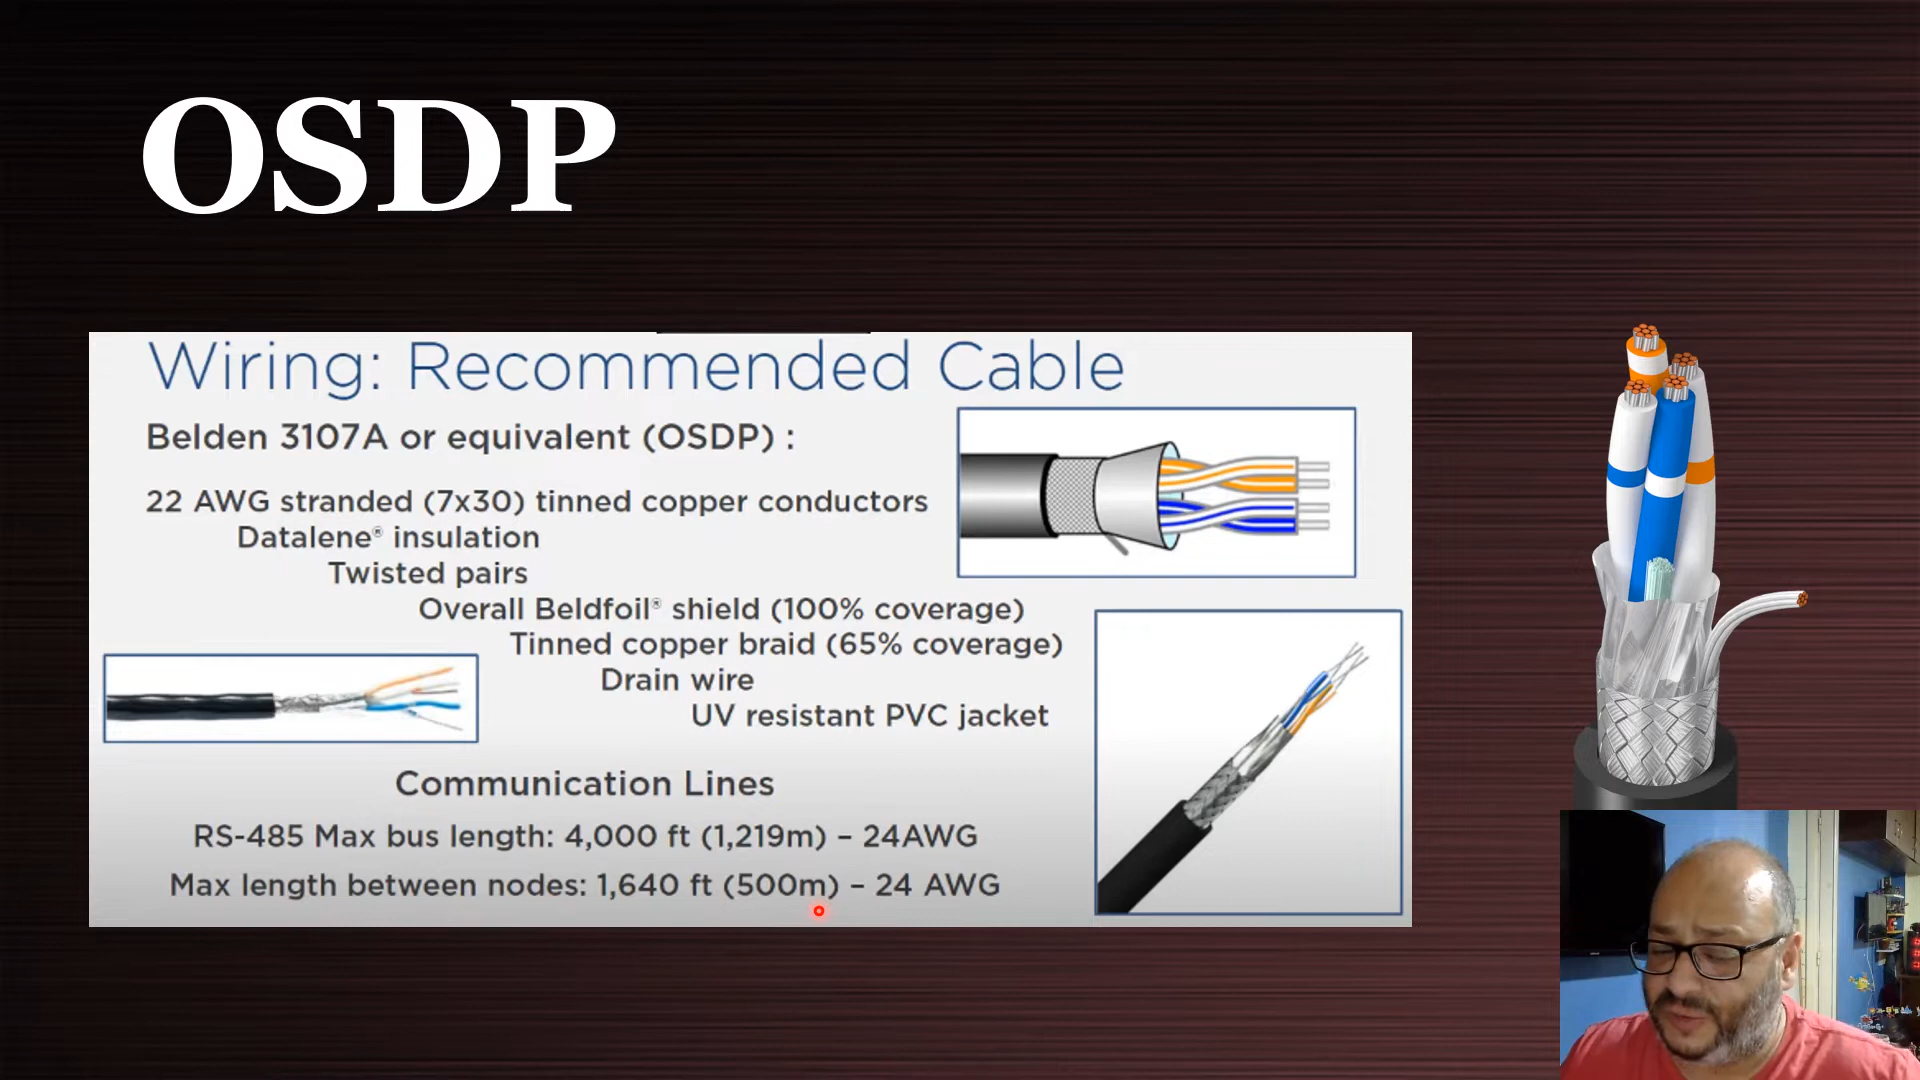 OSDP
Wiring: Recommended Cable
Belden 3107A or equivalent (OSDP) :
22 AWG stranded (7x30) tinned copper conductors
Datalene® insulation
Twisted pairs
Overall Beldfoil® shield (100% coverage)
Tinned copper braid (65% coverage)
Drain wire
UV resistant PVC jacket
Communication Lines
RS-485 Max bus length: 4,000 ft (1,219m) – 24AWG
Max length between nodes: 1,640 ft (500m) – 24 AWG